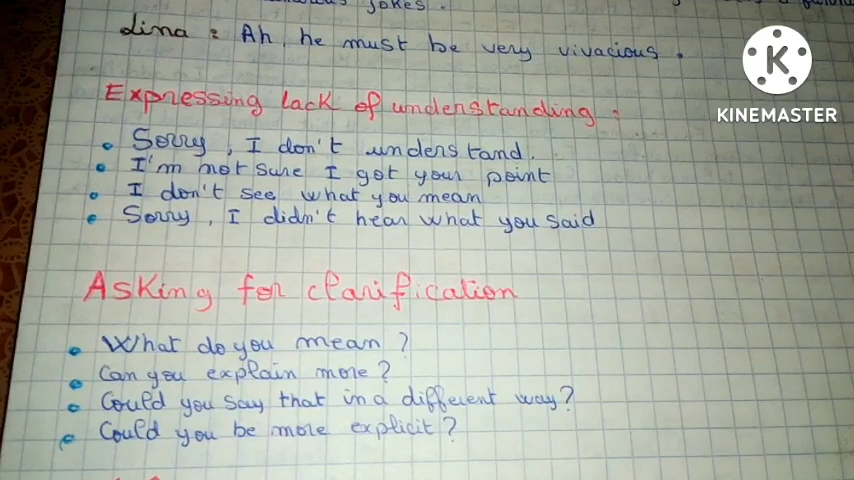 jokes.
Lina : Ah, he must be very vivacious.
K
KINEMASTER
Expressing lack of understanding :
• Sorry, I don't understand.
• I'm not sure I got your point
• I don't see what you mean
• Sorry, I didn't hear what you said
Asking for clarification
• What do you mean ?
• Can you explain more ?
• Could you say that in a different way ?
• Could you be more explicit ?